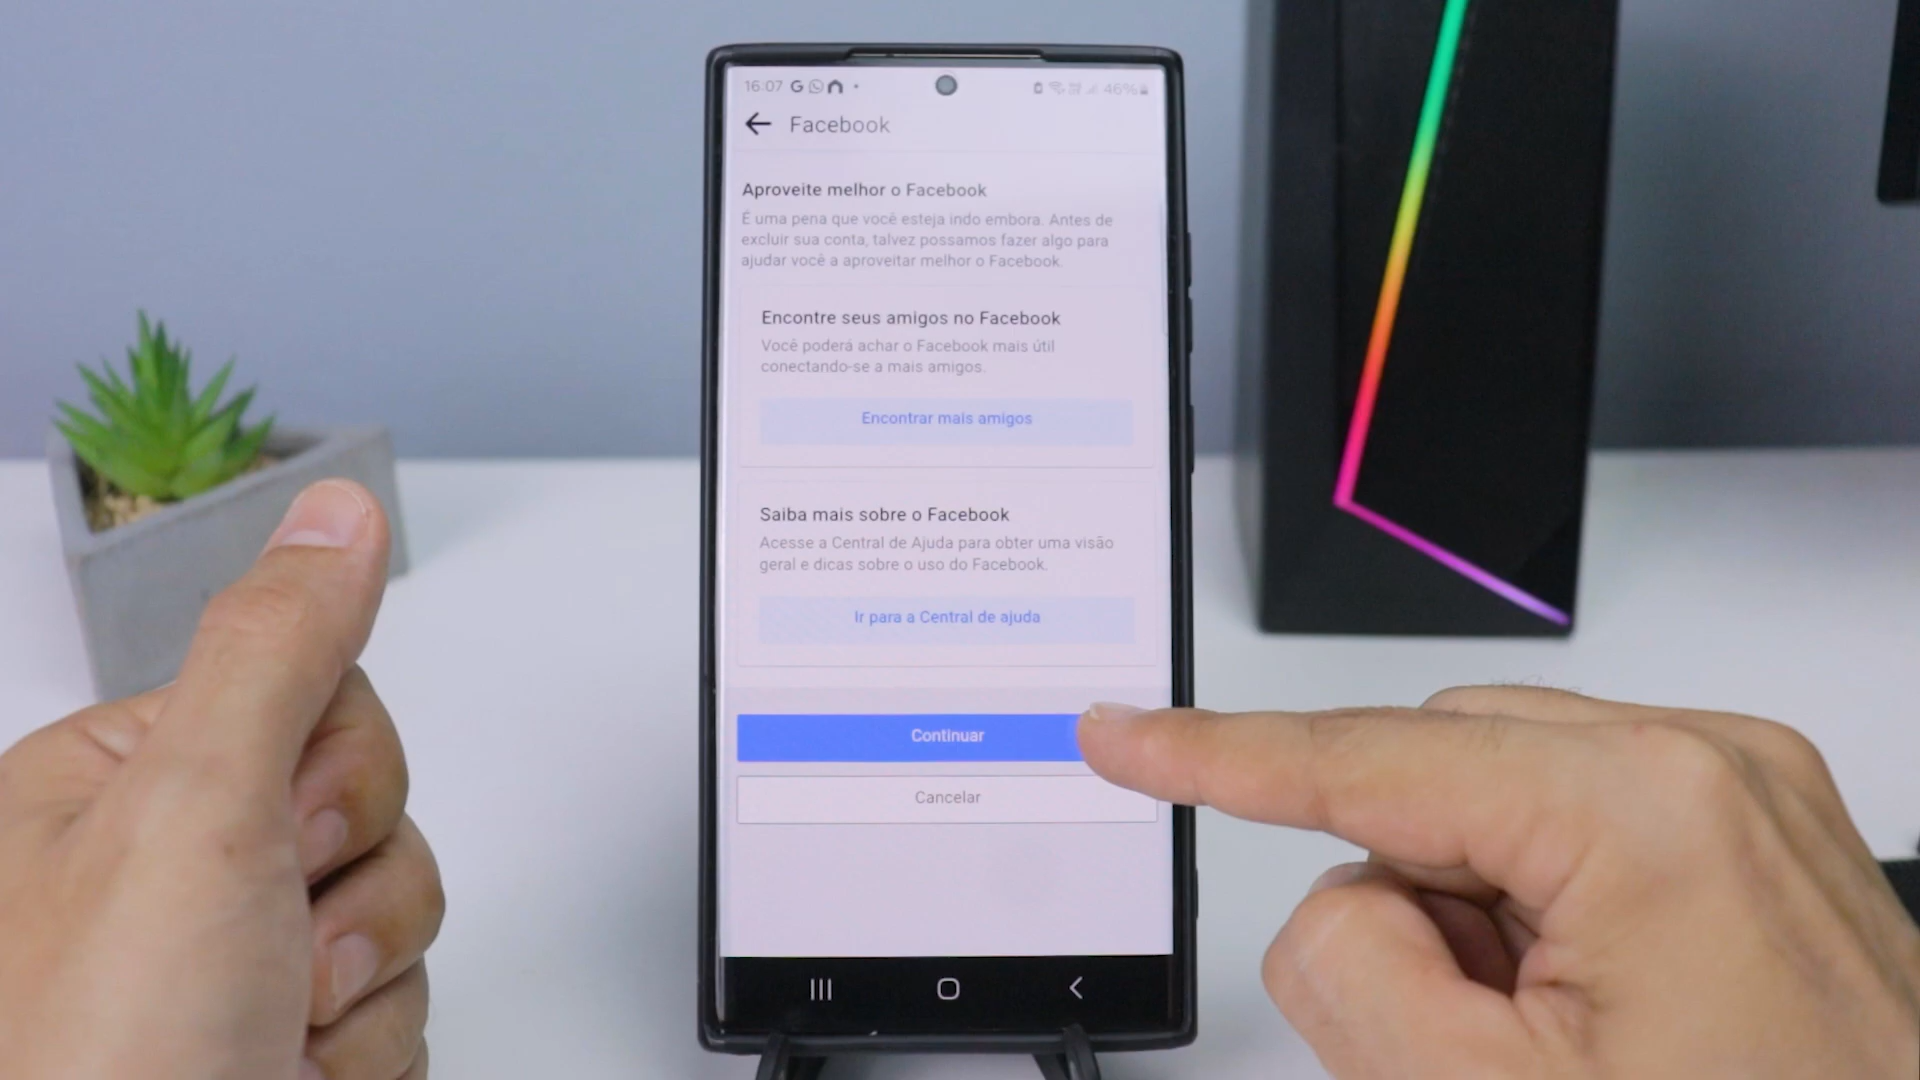 16:07
46%
Facebook
Aproveite melhor o Facebook
É uma pena que você esteja indo embora. Antes de
excluir sua conta, talvez possamos fazer algo para
ajudar você a aproveitar melhor o Facebook.
Encontre seus amigos no Facebook
Você poderá achar o Facebook mais útil
conectando-se a mais amigos.
Encontrar mais amigos
Saiba mais sobre o Facebook
Acesse a Central de Ajuda para obter uma visão
geral e dicas sobre o uso do Facebook.
Ir para a Central de ajuda
Continuar
Cancelar